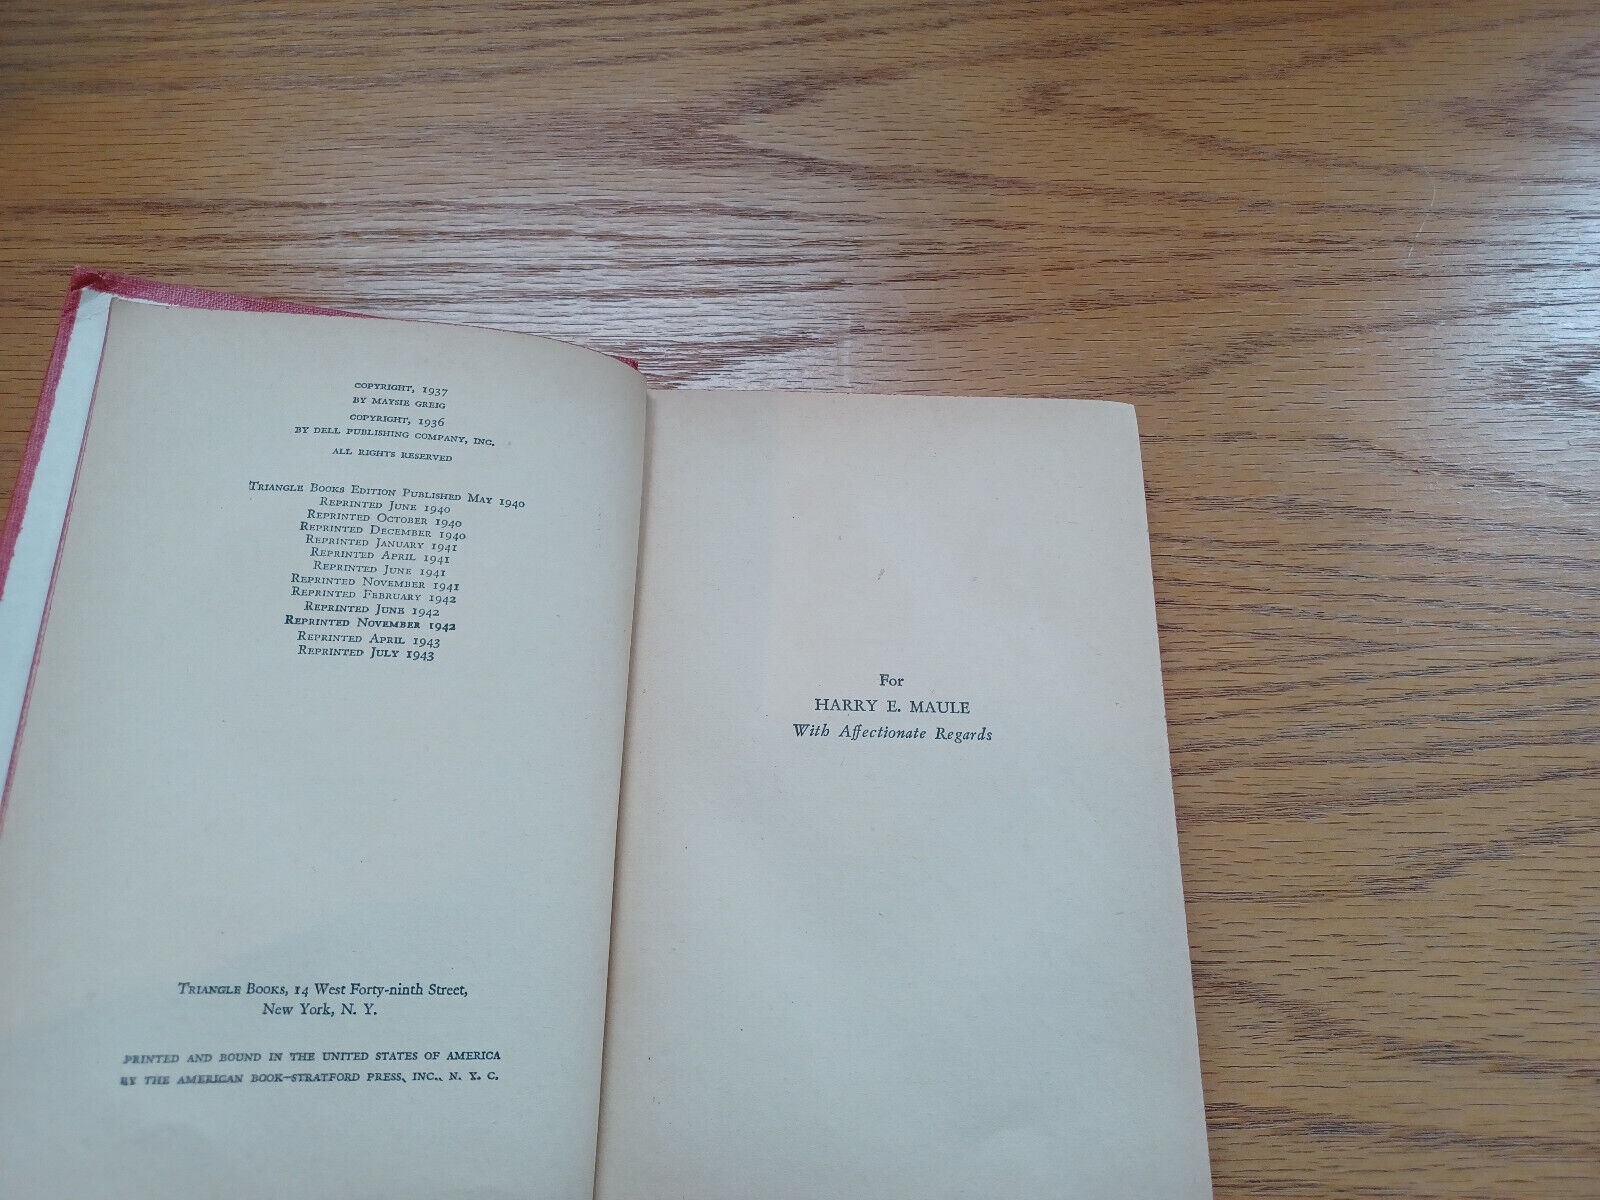 COPYRIGHT, 1937
BY MAYSIE GREIG
COPYRIGHT, 1936
BY DELL PUBLISHING COMPANY, INC.
ALL RIGHTS RESERVED
TRIANGLE BOOKS EDITION PUBLISHED MAY 1940
REPRINTED JUNE 1940
REPRINTED OCTOBER 1940
REPRINTED DECEMBER 1940
REPRINTED JANUARY 1941
REPRINTED APRIL 1941
REPRINTED JUNE 1941
REPRINTED NOVEMBER 1941
REPRINTED FEBRUARY 1942
REPRINTED JUNE 1942
REPRINTED NOVEMBER 1942
REPRINTED APRIL 1943
REPRINTED JULY 1943
TRIANGLE BOOKS, 14 West Forty-ninth Street,
New York, N. Y.
PRINTED AND BOUND IN THE UNITED STATES OF AMERICA
BY THE AMERICAN BOOK—STRATFORD PRESS, INC., N. Y. C.
For
HARRY E. MAULE
With Affectionate Regards